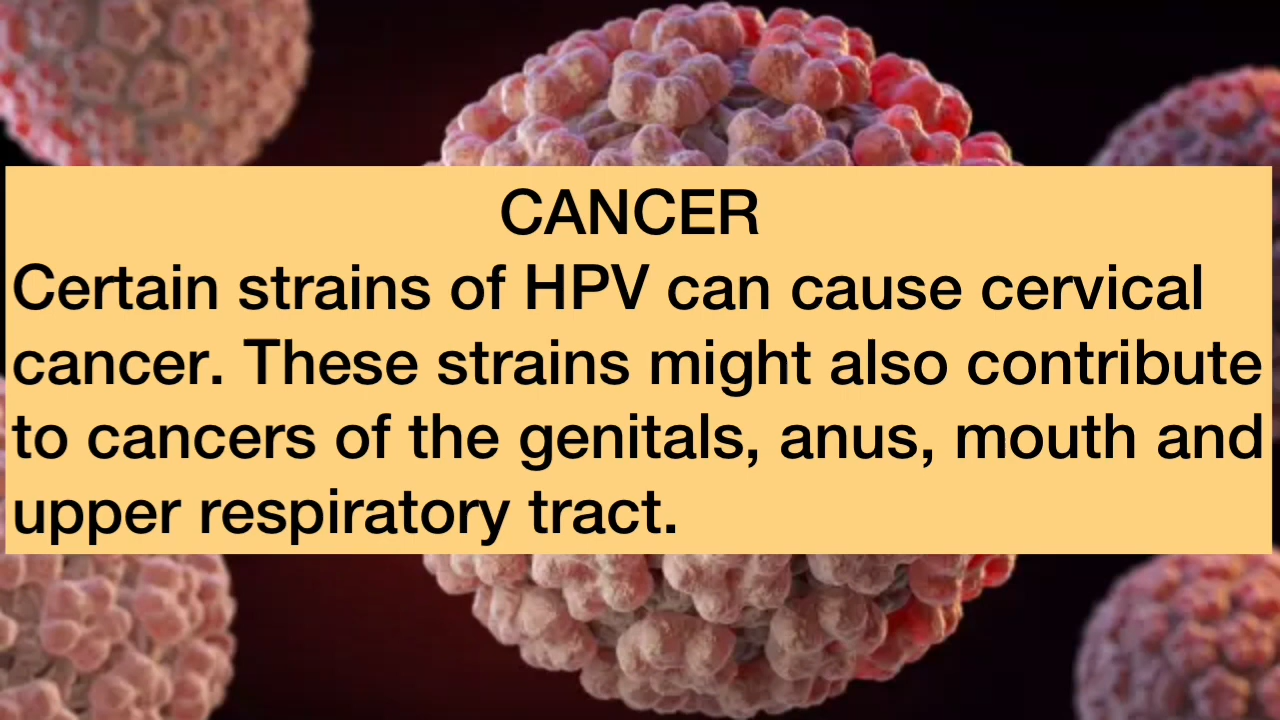 CANCER
Certain strains of HPV can cause cervical
cancer. These strains might also contribute
to cancers of the genitals, anus, mouth and
upper respiratory tract.